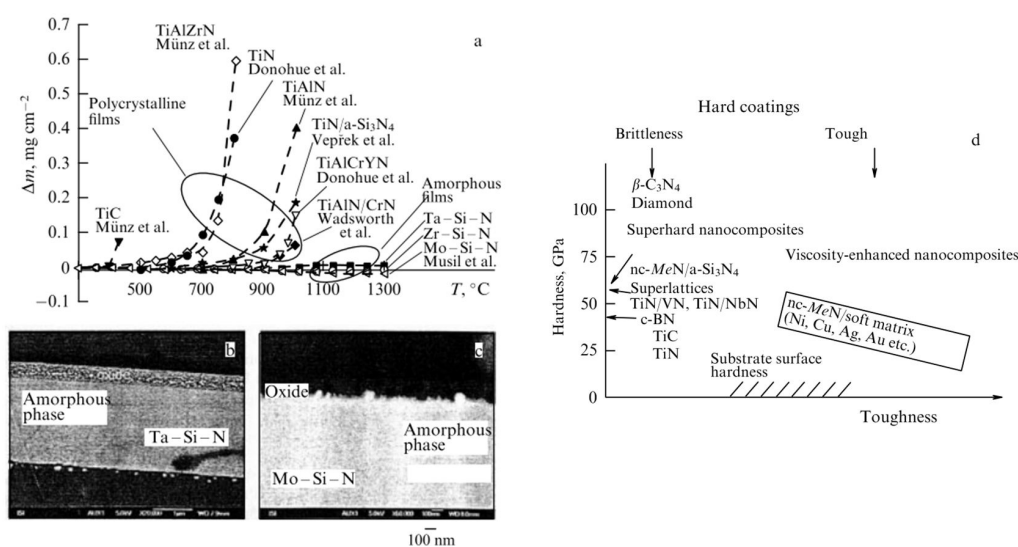 a
0.7
0.6
0.5
0.4
0.3
0.2
0.1
0
−0.1
Δm, mg cm−2
500
700
900
1100
1300
T, °C
TiAlZrN
Münz et al.
TiN
Donohue et al.
TiAlN
Münz et al.
Polycrystalline
films
TiN/a-Si3N4
Vepřek et al.
TiAlCrYN
Donohue et al.
Amorphous
films
TiC
Münz et al.
TiAlN/CrN
Wadsworth
et al.
Ta–Si–N
Zr–Si–N
Mo–Si–N
Musil et al.
b
Amorphous
phase
Ta–Si–N
c
Oxide
Amorphous
phase
Mo–Si–N
100 nm
d
Hard coatings
Brittleness
Tough
β-C3N4
Diamond
Superhard nanocomposites
Viscosity-enhanced nanocomposites
nc-MeN/a-Si3N4
Superlattices
TiN/VN, TiN/NbN
c-BN
TiC
TiN
nc-MeN/soft matrix
(Ni, Cu, Ag, Au etc.)
Substrate surface
hardness
100
75
50
25
0
Hardness, GPa
Toughness